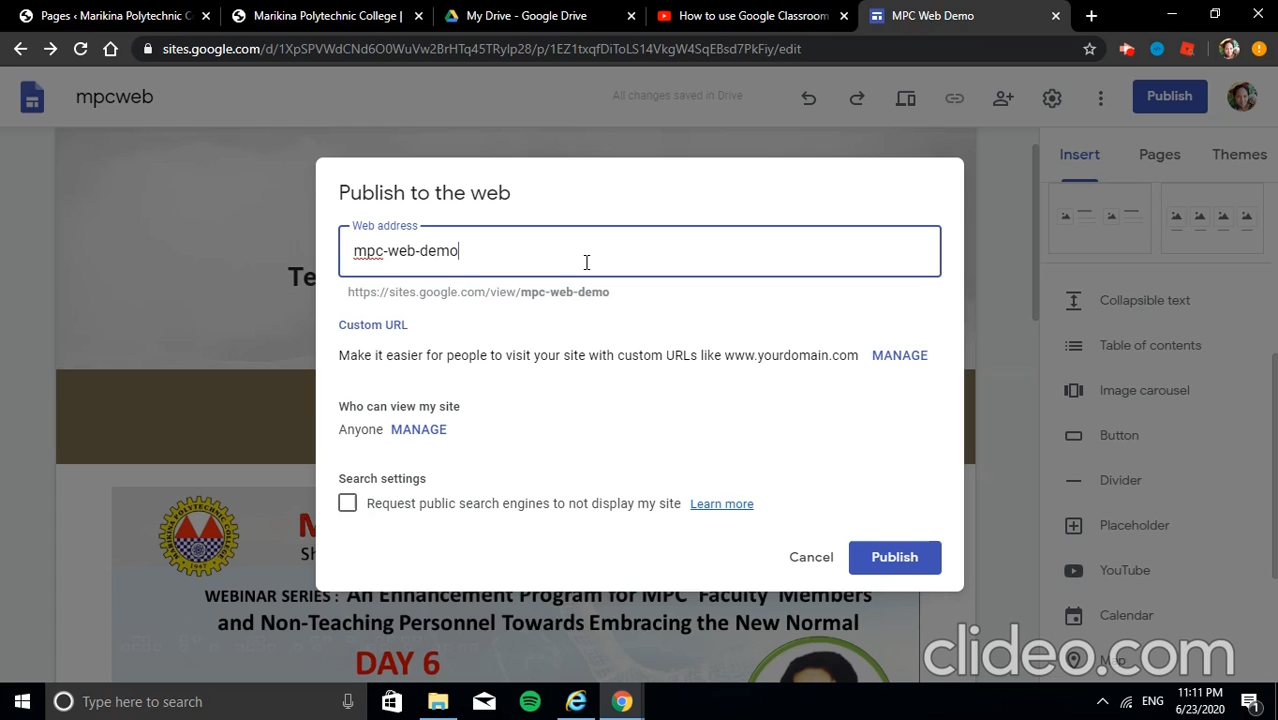 Pages ‹ Marikina Polytechnic C
Marikina Polytechnic College |
My Drive - Google Drive
How to use Google Classroom
MPC Web Demo
sites.google.com/d/1XpSPVWdCNd6O0WuVw2BrHTq45TRyIp28/p/1EZ1txqfDiToLS14VkgW4SqEBsd7PkFiy/edit
mpcweb
All changes saved in Drive
Publish
Insert
Pages
Themes
Te
Publish to the web
Web address
mpc-web-demo
https://sites.google.com/view/mpc-web-demo
Custom URL
Make it easier for people to visit your site with custom URLs like www.yourdomain.com MANAGE
Who can view my site
Anyone MANAGE
Search settings
Request public search engines to not display my site Learn more
Cancel
Publish
Collapsible text
Table of contents
Image carousel
Button
Divider
Placeholder
YouTube
Calendar
Map
M
Sh
WEBINAR SERIES : An Enhancement Program for MPC Faculty Members
and Non-Teaching Personnel Towards Embracing the New Normal
DAY 6
clideo.com
Type here to search
ENG
11:11 PM
6/23/2020
1